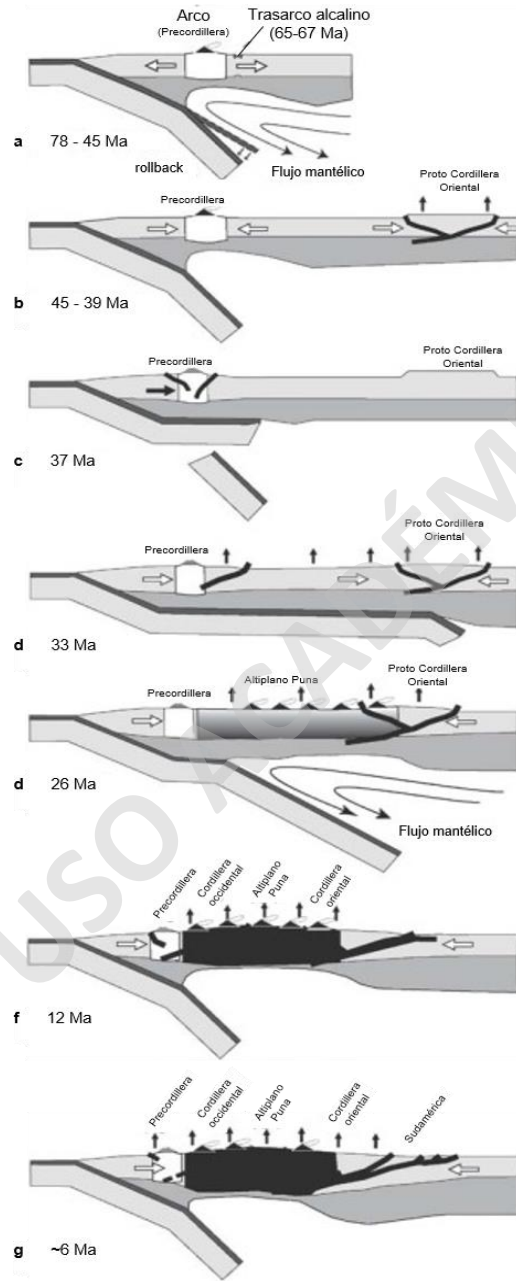 Arco
(Precordillera)
Trasarco alcalino
(65-67 Ma)
a 78 - 45 Ma
rollback
Flujo mantélico
Precordillera
Proto Cordillera
Oriental
b 45 - 39 Ma
Precordillera
Proto Cordillera
Oriental
c 37 Ma
Precordillera
Proto Cordillera
Oriental
d 33 Ma
Precordillera
Altiplano Puna
Proto Cordillera
Oriental
d 26 Ma
Flujo mantélico
Precordillera
Cordillera
occidental
Altiplano
Puna
Cordillera
oriental
f 12 Ma
Precordillera
Cordillera
occidental
Altiplano
Puna
Cordillera
oriental
Sudamérica
g ~6 Ma
USO ACADÉM